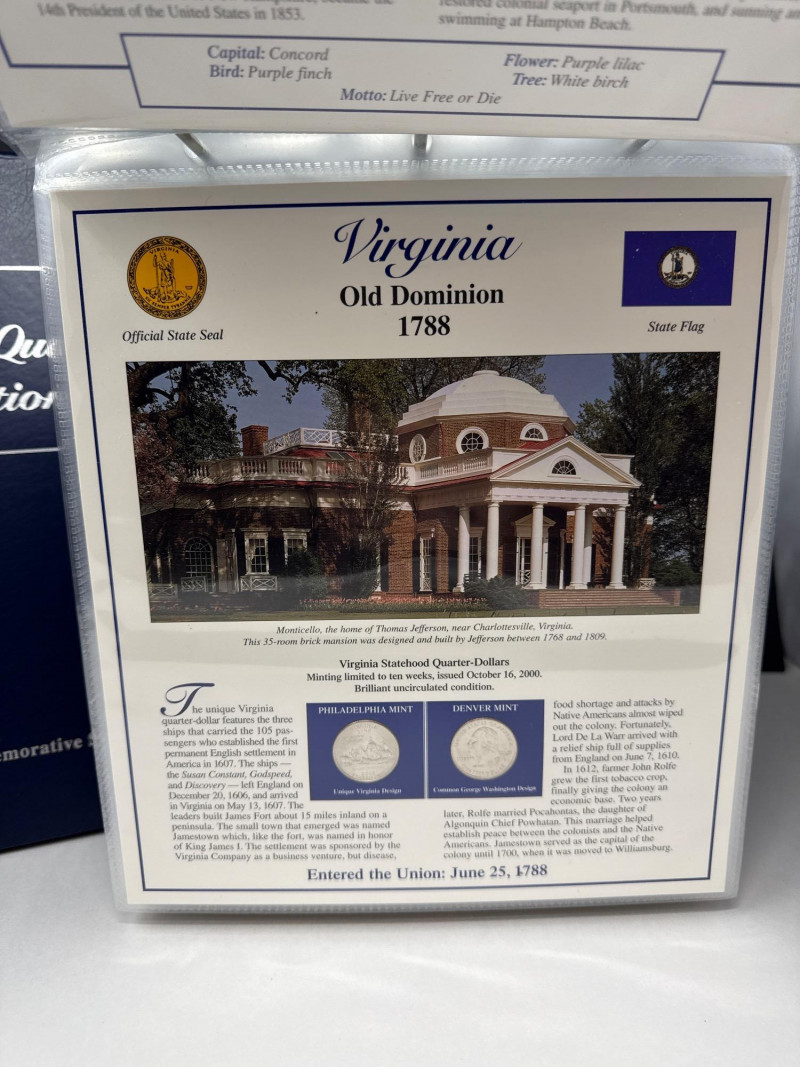 14th President of the United States in 1853.
restored colonial seaport in Portsmouth, and sunning an
swimming at Hampton Beach.
Capital: Concord
Bird: Purple finch
Flower: Purple lilac
Tree: White birch
Motto: Live Free or Die
Virginia
Old Dominion
1788
VIRGINIA
Official State Seal
State Flag
Monticello, the home of Thomas Jefferson, near Charlottesville, Virginia.
This 35-room brick mansion was designed and built by Jefferson between 1768 and 1809.
Virginia Statehood Quarter-Dollars
Minting limited to ten weeks, issued October 16, 2000.
Brilliant uncirculated condition.
The unique Virginia
quarter-dollar features the three
ships that carried the 105 pas-
sengers who established the first
permanent English settlement in
America in 1607. The ships —
the Susan Constant, Godspeed,
and Discovery — left England on
December 20, 1606, and arrived
in Virginia on May 13, 1607. The
leaders built James Fort about 15 miles inland on a
peninsula. The small town that emerged was named
Jamestown which, like the fort, was named in honor
of King James I. The settlement was sponsored by the
Virginia Company as a business venture, but disease,
PHILADELPHIA MINT
Unique Virginia Design
DENVER MINT
Common George Washington Design
food shortage and attacks by
Native Americans almost wiped
out the colony. Fortunately,
Lord De La Warr arrived with
a relief ship full of supplies
from England on June 7, 1610.
In 1612, farmer John Rolfe
grew the first tobacco crop,
finally giving the colony an
economic base. Two years
later, Rolfe married Pocahontas, the daughter of
Algonquin Chief Powhatan. This marriage helped
establish peace between the colonists and the Native
Americans. Jamestown served as the capital of the
colony until 1700, when it was moved to Williamsburg.
Entered the Union: June 25, 1788
Qu
tion
morative